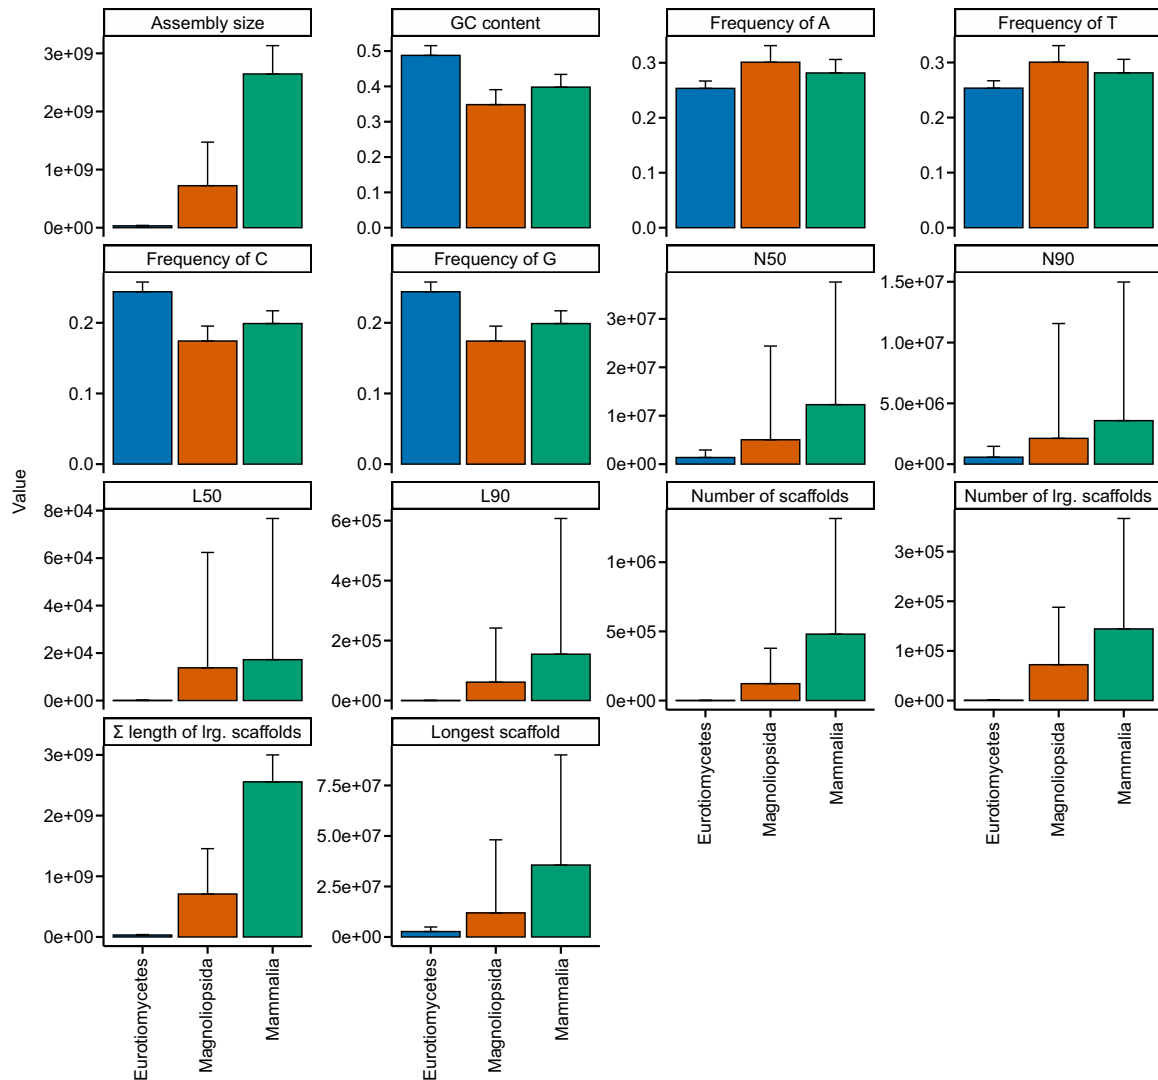 Assembly size
GC content
Frequency of A
Frequency of T
3e+09
2e+09
1e+09
0e+00
0.5
0.4
0.3
0.2
0.1
0.0
0.3
0.2
0.1
0.0
0.3
0.2
0.1
0.0
Frequency of C
Frequency of G
N50
N90
0.2
0.1
0.0
0.2
0.1
0.0
3e+07
2e+07
1e+07
0e+00
1.5e+07
1.0e+07
5.0e+06
0.0e+00
Value
L50
L90
Number of scaffolds
Number of lrg. scaffolds
8e+04
6e+04
4e+04
2e+04
0e+00
6e+05
4e+05
2e+05
0e+00
1e+06
5e+05
0e+00
3e+05
2e+05
1e+05
0e+00
Eurotiomycetes
Magnoliopsida
Mammalia
Eurotiomycetes
Magnoliopsida
Mammalia
Σ length of lrg. scaffolds
Longest scaffold
3e+09
2e+09
1e+09
0e+00
7.5e+07
5.0e+07
2.5e+07
0e+00
Eurotiomycetes
Magnoliopsida
Mammalia
Eurotiomycetes
Magnoliopsida
Mammalia